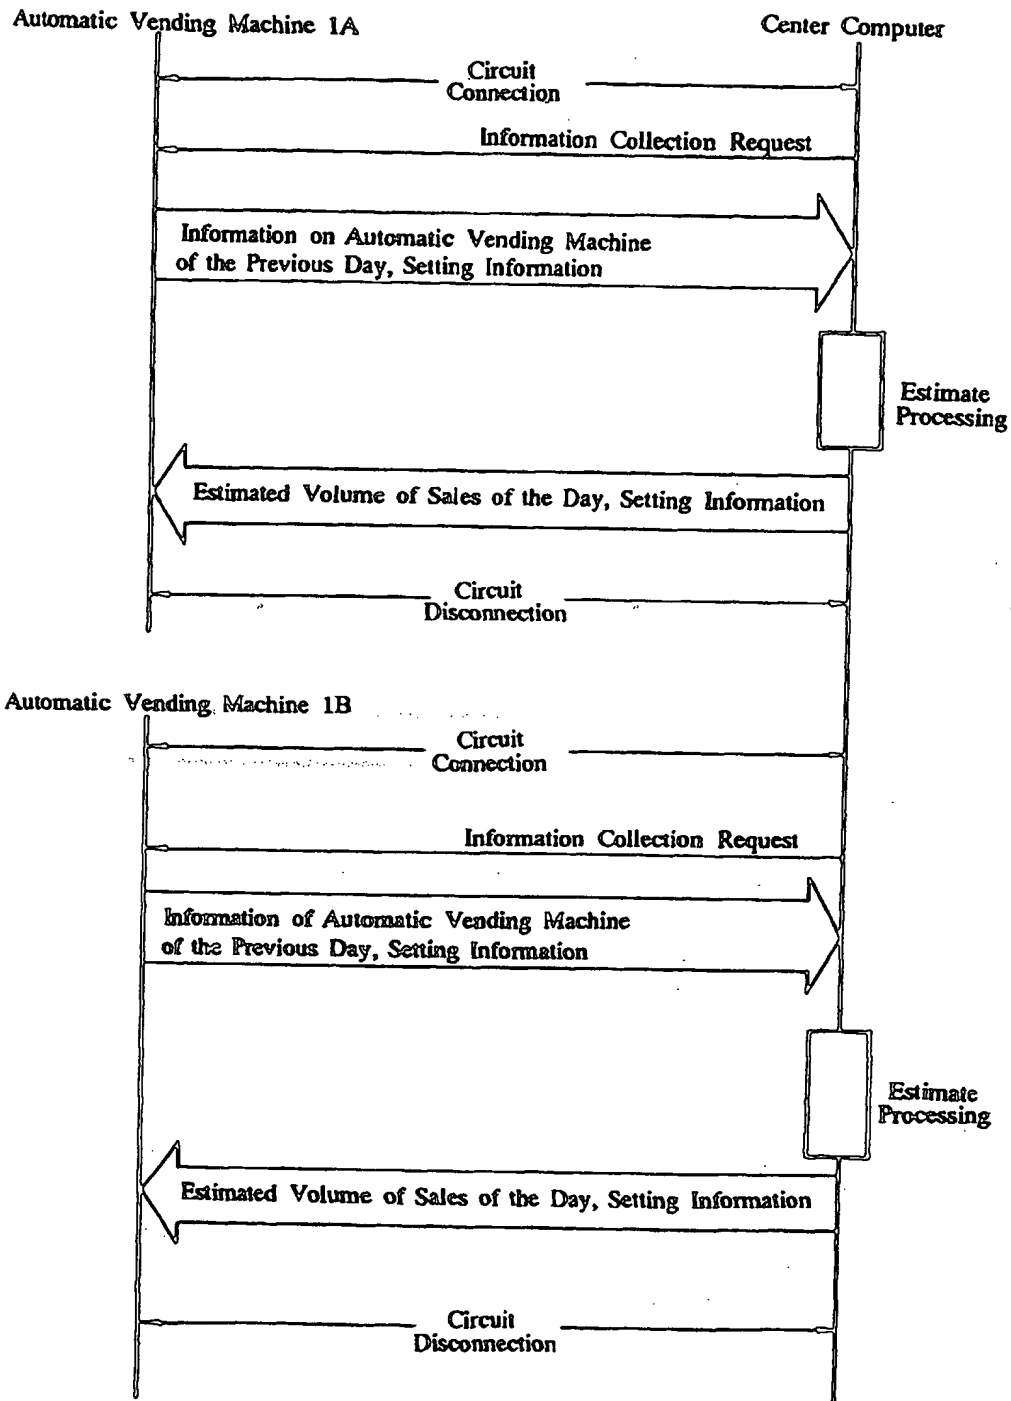 Automatic Vending Machine 1A
Center Computer
Circuit
Connection
Information Collection Request
Information on Automatic Vending Machine
of the Previous Day, Setting Information
Estimate
Processing
Estimated Volume of Sales of the Day, Setting Information
Circuit
Disconnection
Automatic Vending Machine 1B
Circuit
Connection
Information Collection Request
Information of Automatic Vending Machine
of the Previous Day, Setting Information
Estimate
Processing
Estimated Volume of Sales of the Day, Setting Information
Circuit
Disconnection